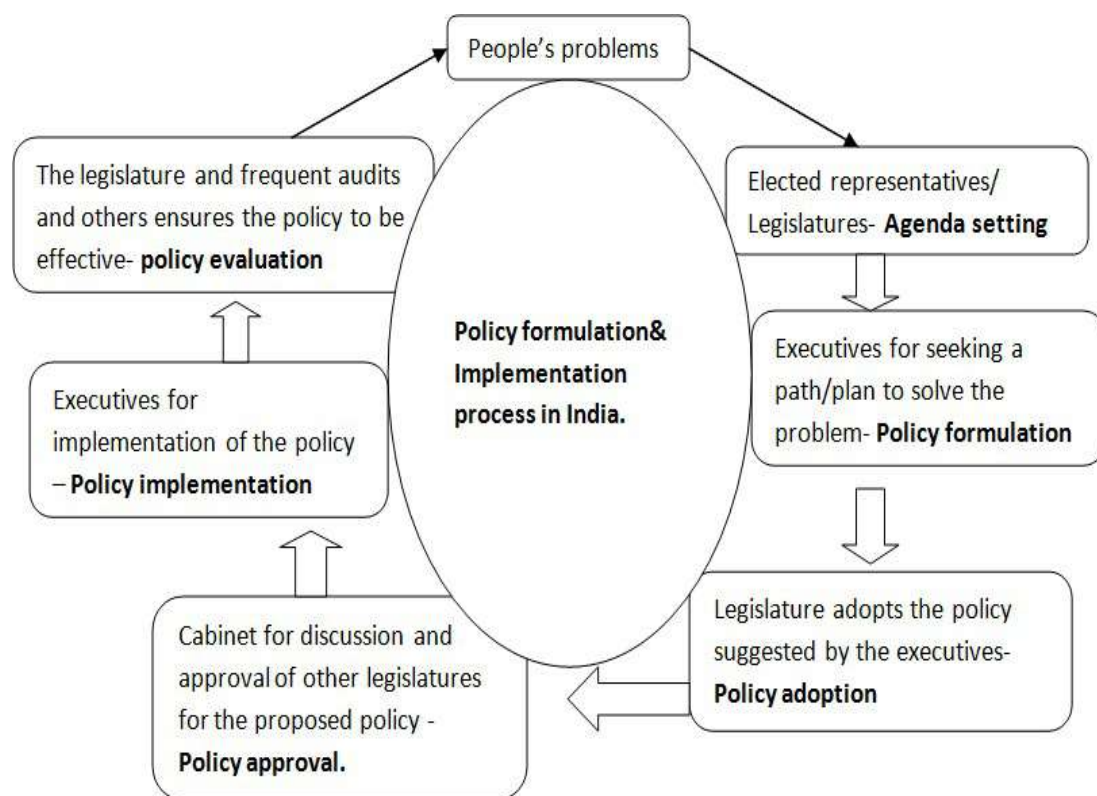 People's problems
Elected representatives/
Legislatures- Agenda setting
Executives for seeking a
path/plan to solve the
problem- Policy formulation
Legislature adopts the policy
suggested by the executives-
Policy adoption
Cabinet for discussion and
approval of other legislatures
for the proposed policy -
Policy approval.
Executives for
implementation of the policy
– Policy implementation
The legislature and frequent audits
and others ensures the policy to be
effective- policy evaluation
Policy formulation&
Implementation
process in India.